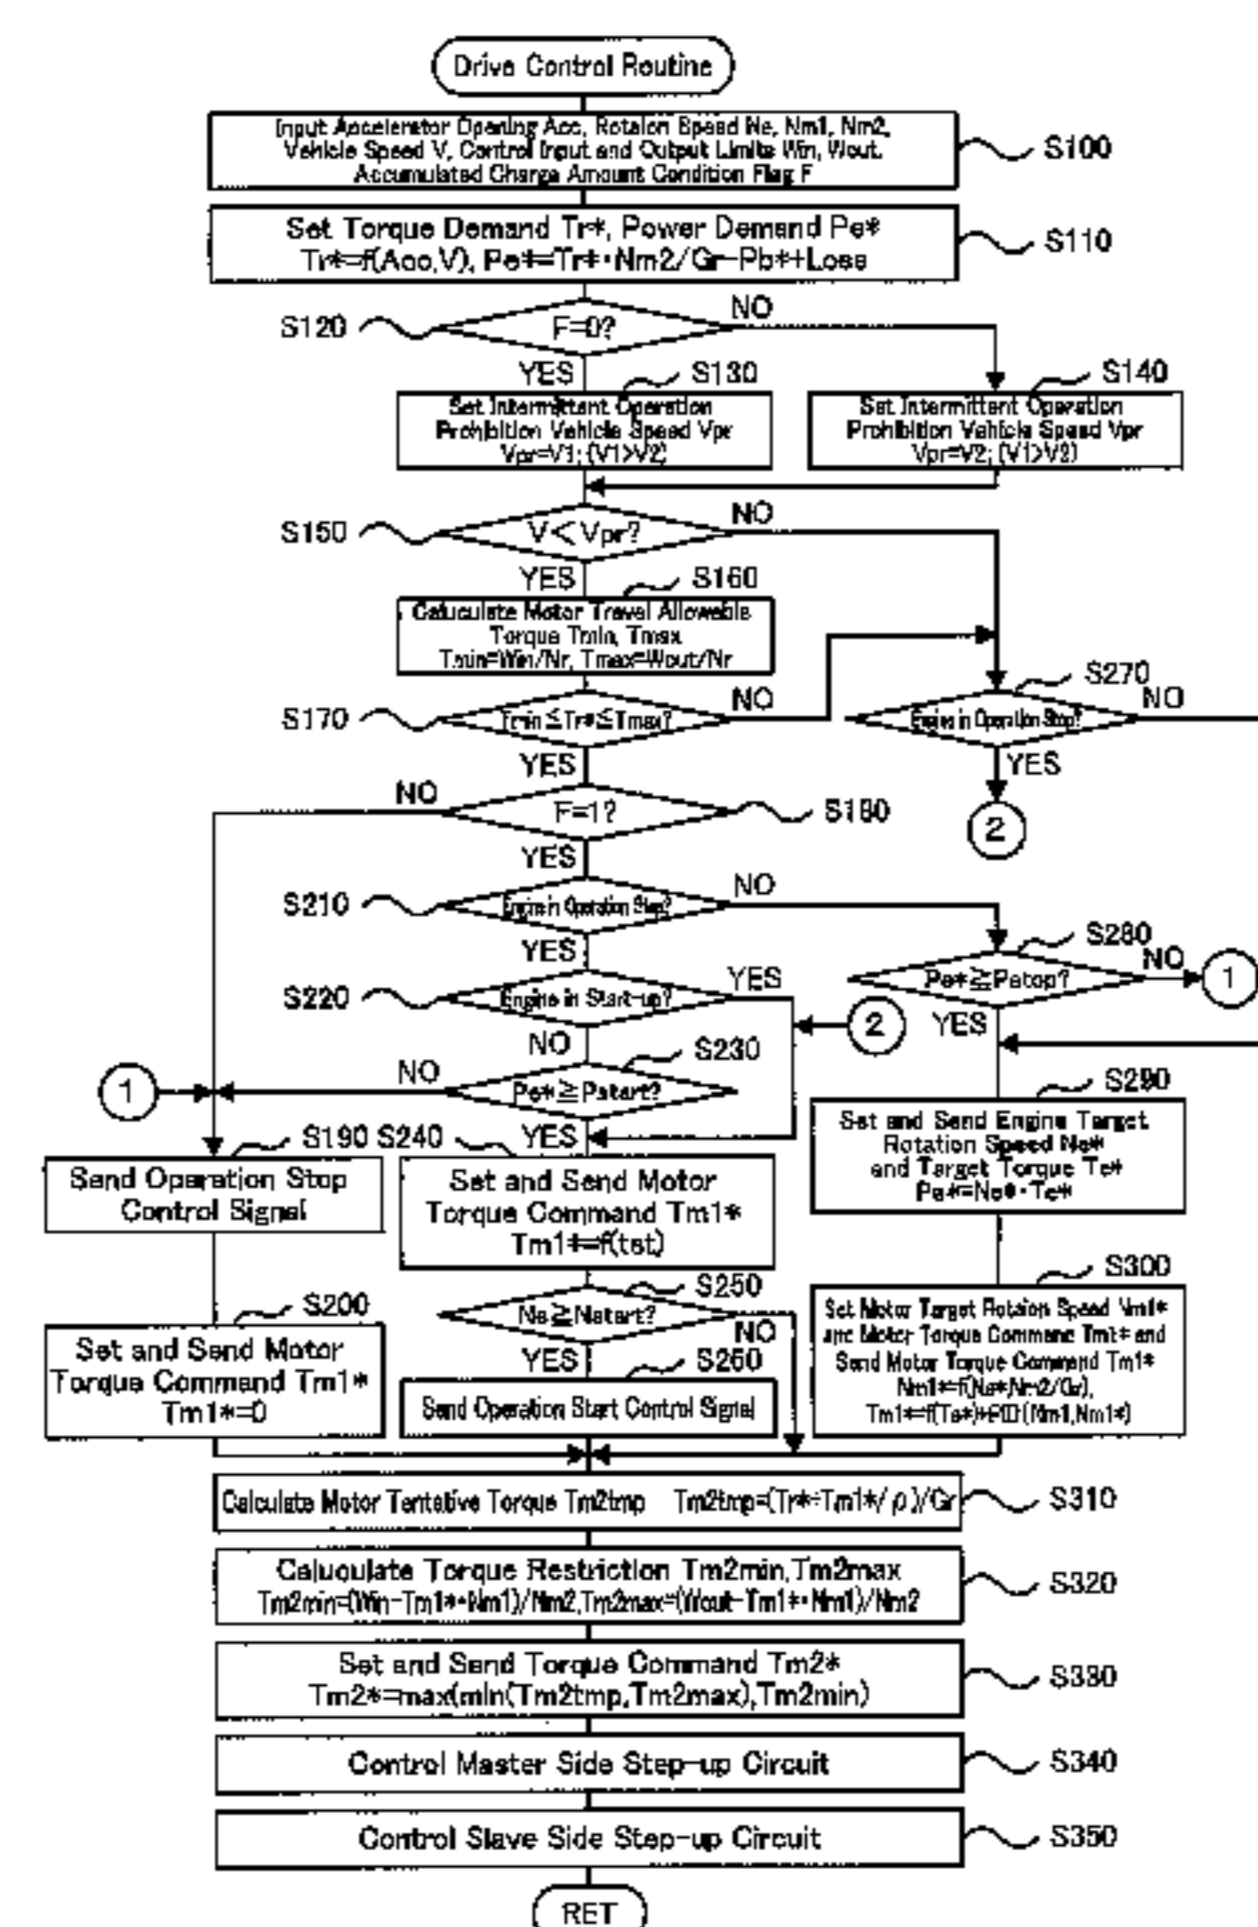 Drive Control Routine
Input Accelerator Opening Acc, Rotaion Speed Ne, Nm1, Nm2,
Vehicle Speed V, Control Input and Output Limits Win, Wout,
Accumulated Charge Amount Condition Flag F
S100
Set Torque Demand Tr*, Power Demand Pe*
Tr*=f(Acc,V), Pe*=Tr*·Nm2/Gr-Pb*+Loss
S110
S120
F=0?
NO
YES
S130
Set Intermittent Operation
Prohibition Vehicle Speed Vpr
Vpr=V1; (V1>V2)
S140
Set Intermittent Operation
Prohibition Vehicle Speed Vpr
Vpr=V2; (V1>V2)
S150
V<Vpr?
NO
YES
S160
Caluculate Motor Travel Allowable
Torque Tmin, Tmax
Tmin=Win/Nr, Tmax=Wout/Nr
S170
Tmin≦Tr*≦Tmax?
NO
YES
S270
Engine in Operation Stop?
NO
YES
2
NO
F=1?
S180
YES
S210
Engine in Operation Stop?
NO
YES
S280
Pe*≧Pstop?
NO
1
YES
S220
Engine in Start-up?
YES
2
NO
S230
1
NO
Pe*≧Pstart?
YES
S190
Send Operation Stop
Control Signal
S240
Set and Send Motor
Torque Command Tm1*
Tm1*=f(tst)
S290
Set and Send Engine Target
Rotation Speed Ne*
and Target Torque Te*
Pe*=Ne*·Te*
S200
Set and Send Motor
Torque Command Tm1*
Tm1*=0
S250
Ne≧Nstart?
NO
YES
S260
Send Operation Start Control Signal
S300
Set Motor Target Rotaion Speed Nm1*
and Motor Torque Command Tm1* and
Send Motor Torque Command Tm1*
Nm1*=f(Ne*,Nm2/Gr),
Tm1*=f(Te*)+PID(Nm1,Nm1*)
Calculate Motor Tentative Torque Tm2tmp Tm2tmp=(Tr*+Tm1*/ρ)/Gr
S310
Caluculate Torque Restriction Tm2min,Tm2max
Tm2min=(Win-Tm1*·Nm1)/Nm2,Tm2max=(Wout-Tm1*·Nm1)/Nm2
S320
Set and Send Torque Command Tm2*
Tm2*=max(min(Tm2tmp,Tm2max),Tm2min)
S330
Control Master Side Step-up Circuit
S340
Control Slave Side Step-up Circuit
S350
RET